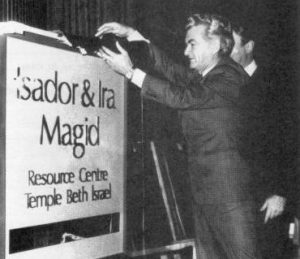 Isador & Ira
Magid
Resource Centre
Temple Beth Israel